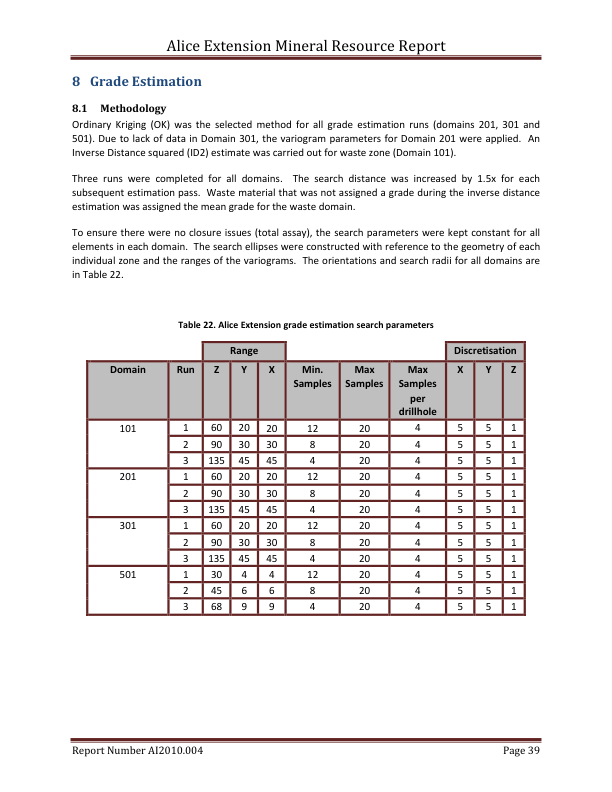 Alice Extension Mineral Resource Report
8 Grade Estimation
8.1 Methodology
Ordinary Kriging (OK) was the selected method for all grade estimation runs (domains 201, 301 and
501). Due to lack of data in Domain 301, the variogram parameters for Domain 201 were applied. An
Inverse Distance squared (ID2) estimate was carried out for waste zone (Domain 101).
Three runs were completed for all domains. The search distance was increased by 1.5x for each
subsequent estimation pass. Waste material that was not assigned a grade during the inverse distance
estimation was assigned the mean grade for the waste domain.
To ensure there were no closure issues (total assay), the search parameters were kept constant for all
elements in each domain. The search ellipses were constructed with reference to the geometry of each
individual zone and the ranges of the variograms. The orientations and search radii for all domains are
in Table 22.
Table 22. Alice Extension grade estimation search parameters
Range Discretisation
Domain Run Z Y X Min. Max Max X Y Z
Samples Samples Samples
per
drillhole
101 1 60 20 20 12 20 4 5 5 1
2 90 30 30 8 20 4 5 5 1
3 135 45 45 4 20 4 5 5 1
201 1 60 20 20 12 20 4 5 5 1
2 90 30 30 8 20 4 5 5 1
3 135 45 45 4 20 4 5 5 1
301 1 60 20 20 12 20 4 5 5 1
2 90 30 30 8 20 4 5 5 1
3 135 45 45 4 20 4 5 5 1
501 1 30 4 4 12 20 4 5 5 1
2 45 6 6 8 20 4 5 5 1
3 68 9 9 4 20 4 5 5 1
Report Number AI2010.004 Page 39